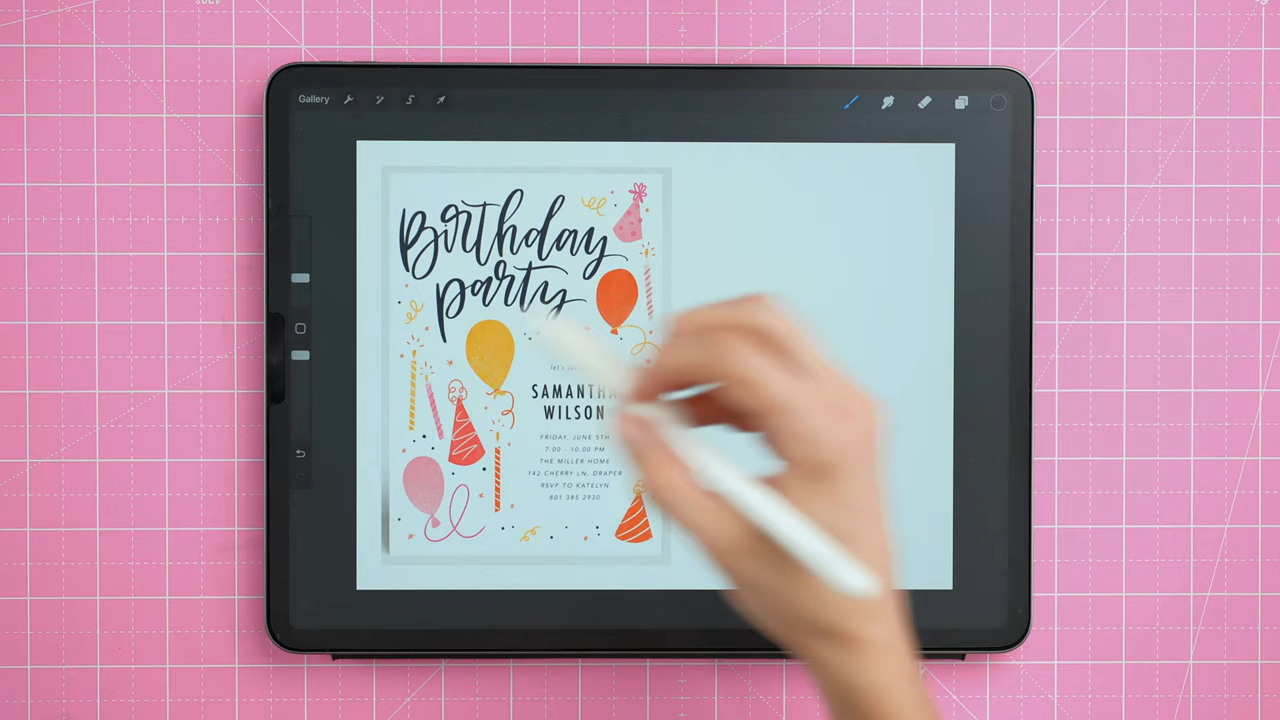 Gallery
Birthday
party
let's
SAMANTHA
WILSON
FRIDAY, JUNE 5TH
7:00 - 10:00 PM
THE MILLER HOME
142 CHERRY LN, DRAPER
RSVP TO KATELYN
801 385 2930